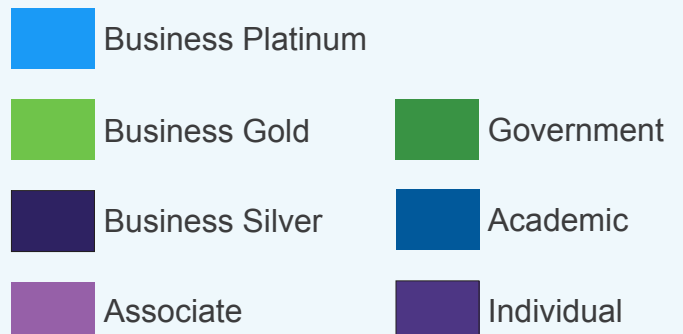 Business Platinum
Business Gold
Government
Business Silver
Academic
Associate
Individual